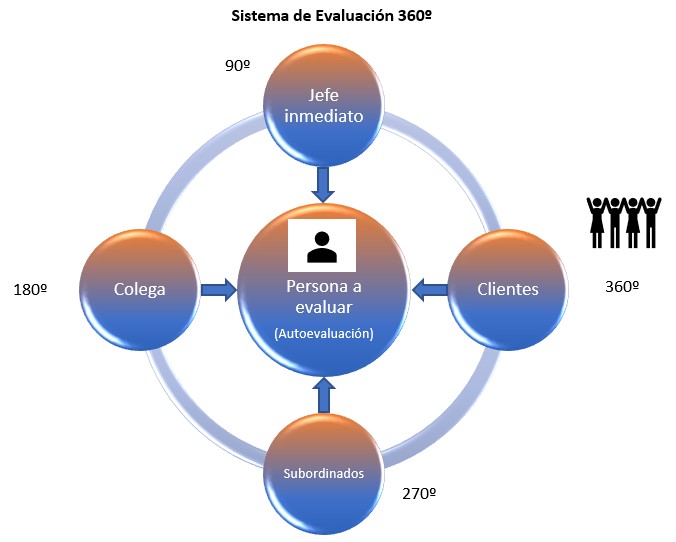 Sistema de Evaluación 360º
90º
Jefe
inmediato
180º
Colega
Persona a
evaluar
(Autoevaluación)
Clientes
360º
Subordinados
270º